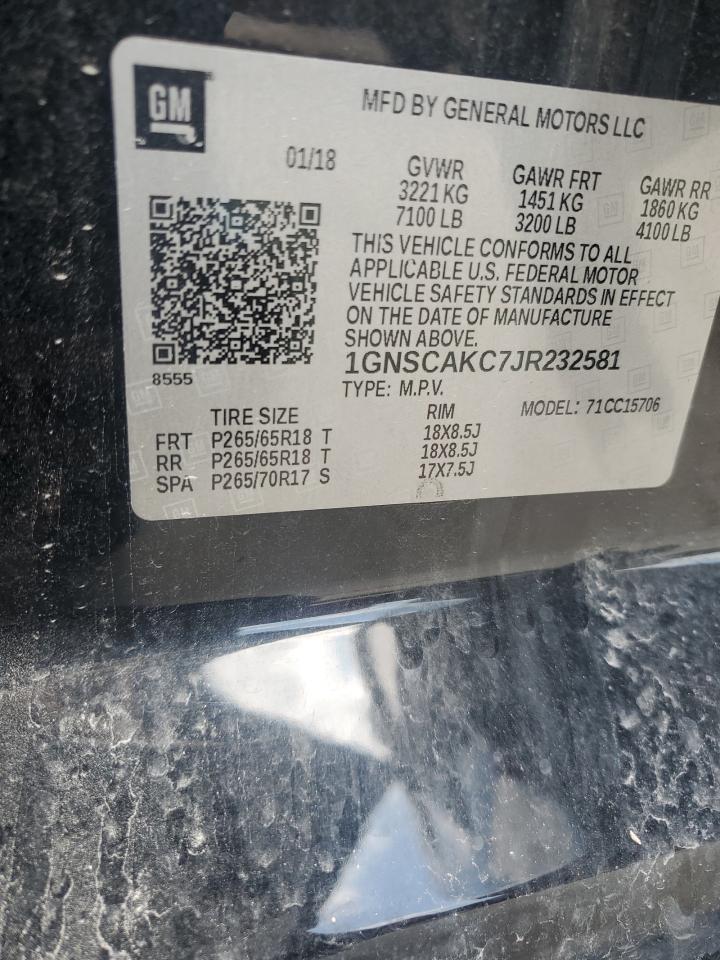 GM
MFD BY GENERAL MOTORS LLC
01/18
GVWR
3221 KG
7100 LB
GAWR FRT
1451 KG
3200 LB
GAWR RR
1860 KG
4100 LB
THIS VEHICLE CONFORMS TO ALL
APPLICABLE U.S. FEDERAL MOTOR
VEHICLE SAFETY STANDARDS IN EFFECT
ON THE DATE OF MANUFACTURE
SHOWN ABOVE.
1GNSCAKC7JR232581
8555
TYPE: M.P.V.
MODEL: 71CC15706
TIRE SIZE RIM
FRT P265/65R18 T 18X8.5J
RR P265/65R18 T 18X8.5J
SPA P265/70R17 S 17X7.5J